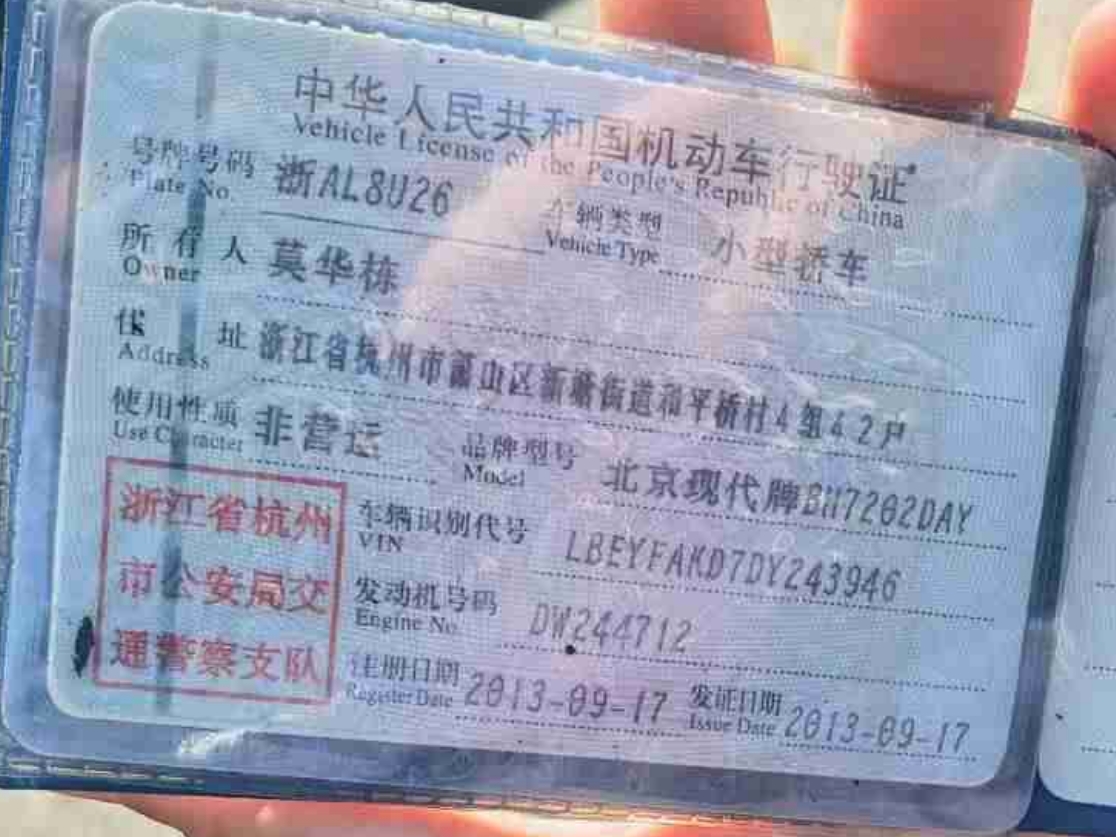 中华人民共和国机动车行驶证
Vehicle License of the People's Republic of China
号牌号码 浙AL8U26 车辆类型 小型轿车
Plate No. Vehicle Type
所有人 莫华栋
Owner
住址 浙江省杭州市萧山区新塘街道和平桥村4组42户
Address
使用性质 非营运 品牌型号 北京现代牌BH7202DAY
Use Character Model
浙江省杭州
市公安局交
通警察支队
车辆识别代号 LBEYFAKD7DY243946
VIN
发动机号码 DW244712
Engine No.
注册日期 2013-09-17 发证日期 2013-09-17
Register Date Issue Date